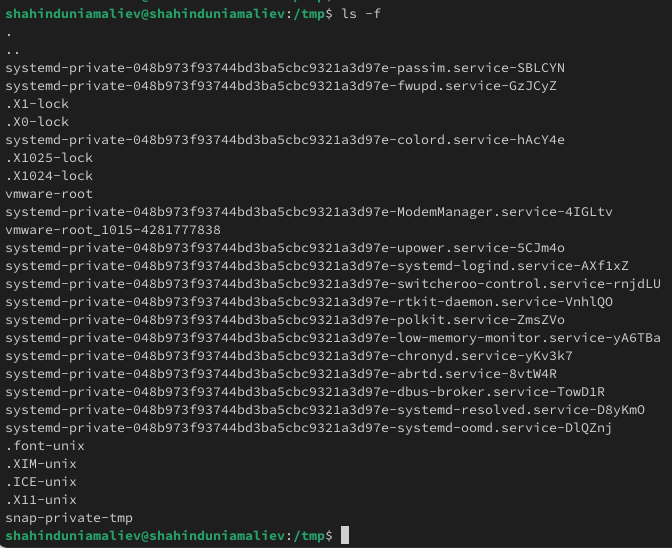 shahinduniamaliev@shahinduniamaliev:/tmp$ ls -f
.
..
systemd-private-048b973f93744bd3ba5cbc9321a3d97e-passim.service-SBLCYN
systemd-private-048b973f93744bd3ba5cbc9321a3d97e-fwupd.service-GzJCyZ
.X1-lock
.X0-lock
systemd-private-048b973f93744bd3ba5cbc9321a3d97e-colord.service-hAcY4e
.X1025-lock
.X1024-lock
vmware-root
systemd-private-048b973f93744bd3ba5cbc9321a3d97e-ModemManager.service-4IGLtv
vmware-root_1015-4281777838
systemd-private-048b973f93744bd3ba5cbc9321a3d97e-upower.service-5CJm4o
systemd-private-048b973f93744bd3ba5cbc9321a3d97e-systemd-logind.service-AXf1xZ
systemd-private-048b973f93744bd3ba5cbc9321a3d97e-switcheroo-control.service-rnjdLU
systemd-private-048b973f93744bd3ba5cbc9321a3d97e-rtkit-daemon.service-VnhlQO
systemd-private-048b973f93744bd3ba5cbc9321a3d97e-polkit.service-ZmsZVo
systemd-private-048b973f93744bd3ba5cbc9321a3d97e-low-memory-monitor.service-yA6TBa
systemd-private-048b973f93744bd3ba5cbc9321a3d97e-chronyd.service-yKv3k7
systemd-private-048b973f93744bd3ba5cbc9321a3d97e-abrtd.service-8vtW4R
systemd-private-048b973f93744bd3ba5cbc9321a3d97e-dbus-broker.service-TowD1R
systemd-private-048b973f93744bd3ba5cbc9321a3d97e-systemd-resolved.service-D8yKmO
systemd-private-048b973f93744bd3ba5cbc9321a3d97e-systemd-oomd.service-DlQZnj
.font-unix
.XIM-unix
.ICE-unix
.X11-unix
snap-private-tmp
shahinduniamaliev@shahinduniamaliev:/tmp$